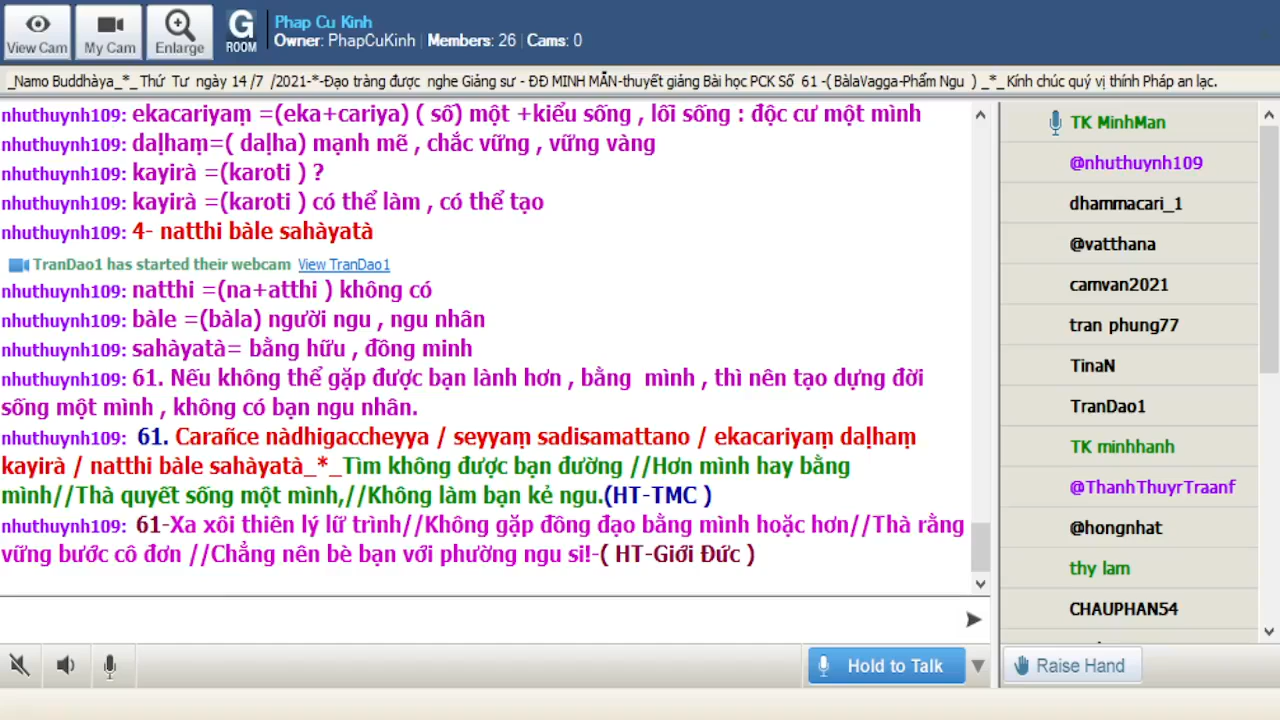 View Cam
My Cam
Enlarge
G
ROOM
Phap Cu Kinh
Owner: PhapCuKinh | Members: 26 | Cams: 0
_Namo Buddhàya_*_ Thứ Tư ngày 14 /7 /2021-*-Đạo tràng được nghe Giảng sư - ĐĐ MINH MẪN-thuyết giảng Bài học PCK Số 61 -( BàlaVagga-Phẩm Ngu ) _*_ Kính chúc quý vị thính Pháp an lạc.
nhuthuynh109: ekacariyaṃ =(eka+cariya) ( số) một +kiểu sống , lối sống : độc cư một mình
nhuthuynh109: daḷhaṃ=( daḷha) mạnh mẽ , chắc vững , vững vàng
nhuthuynh109: kayirà =(karoti ) ?
nhuthuynh109: kayirà =(karoti ) có thể làm , có thể tạo
nhuthuynh109: 4- natthi bàle sahàyatà
TranDao1 has started their webcam View TranDao1
nhuthuynh109: natthi =(na+atthi ) không có
nhuthuynh109: bàle =(bàla) người ngu , ngu nhân
nhuthuynh109: sahàyatà= bằng hữu , đồng minh
nhuthuynh109: 61. Nếu không thể gặp được bạn lành hơn , bằng mình , thì nên tạo dựng đời
sống một mình , không có bạn ngu nhân.
nhuthuynh109: 61. Carañce nàdhigaccheyya / seyyaṃ sadisamattano / ekacariyaṃ daḷhaṃ
kayirà / natthi bàle sahàyatà_*_Tìm không được bạn đường //Hơn mình hay bằng
mình//Thà quyết sống một mình,//Không làm bạn kẻ ngu.(HT-TMC )
nhuthuynh109: 61-Xa xôi thiên lý lữ trình//Không gặp đồng đạo bằng mình hoặc hơn//Thà rằng
vững bước cô đơn //Chẳng nên bè bạn với phường ngu si!-( HT-Giới Đức )
TK MinhMan
@nhuthuynh109
dhammacari_1
@vatthana
camvan2021
tran phung77
TinaN
TranDao1
TK minhhanh
@ThanhThuyrTraanf
@hongnhat
thy lam
CHAUPHAN54
Hold to Talk
Raise Hand